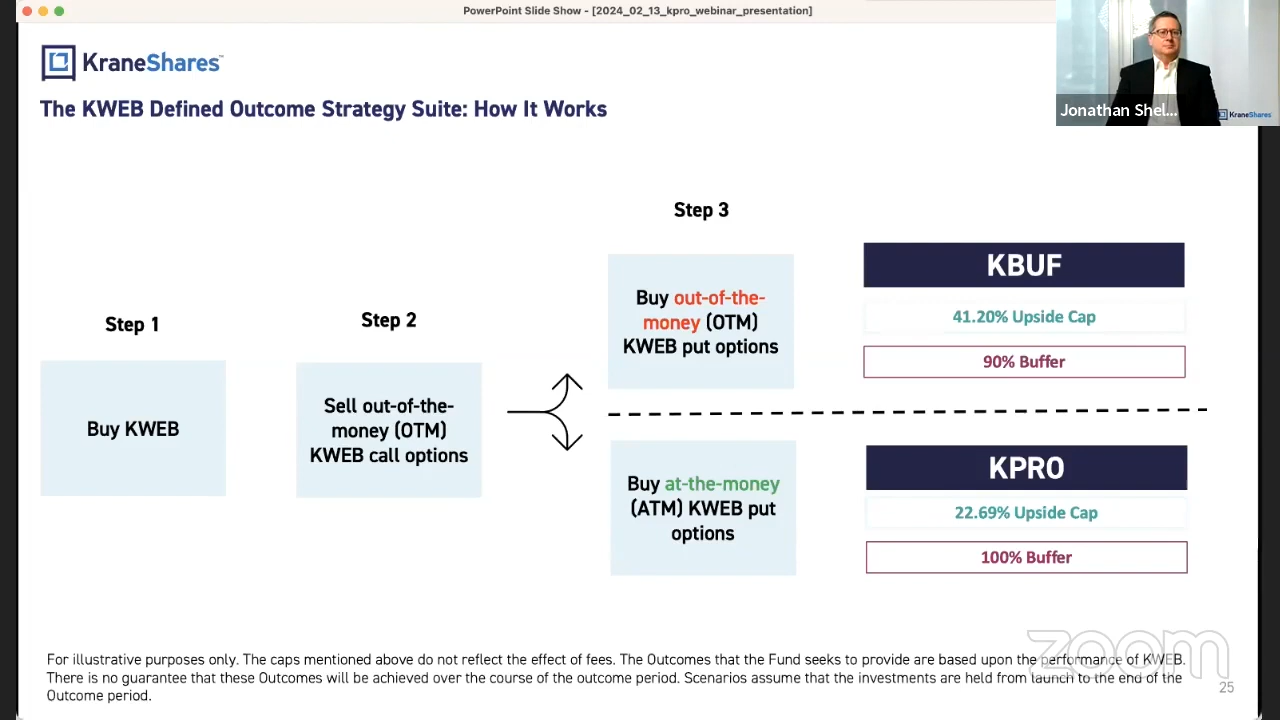 PowerPoint Slide Show - [2024_02_13_kpro_webinar_presentation]
KraneShares™
The KWEB Defined Outcome Strategy Suite: How It Works
Jonathan Shel...
KraneShares
Step 1
Buy KWEB
Step 2
Sell out-of-the-
money (OTM)
KWEB call options
Step 3
Buy out-of-the-
money (OTM)
KWEB put options
KBUF
41.20% Upside Cap
90% Buffer
Buy at-the-money
(ATM) KWEB put
options
KPRO
22.69% Upside Cap
100% Buffer
For illustrative purposes only. The caps mentioned above do not reflect the effect of fees. The Outcomes that the Fund seeks to provide are based upon the performance of KWEB.
There is no guarantee that these Outcomes will be achieved over the course of the outcome period. Scenarios assume that the investments are held from launch to the end of the
Outcome period.
zoom
25